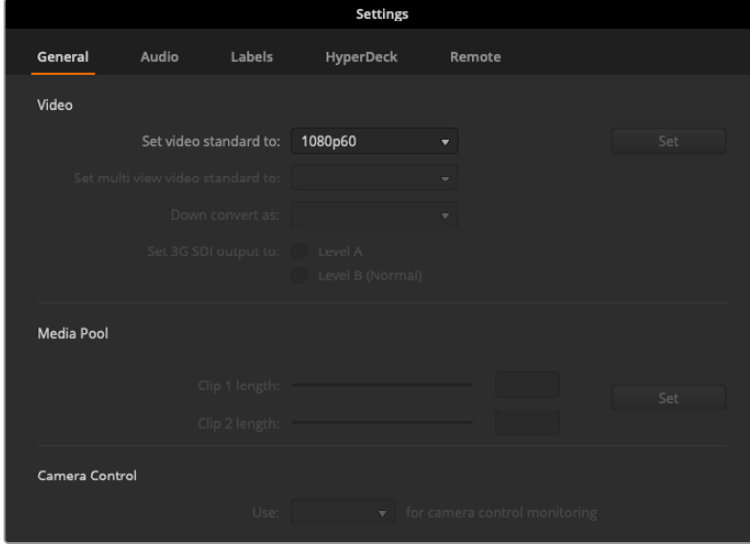 Settings
General Audio Labels HyperDeck Remote
Video
Set video standard to: 1080p60 Set
Set multi view video standard to:
Down convert as:
Set 3G SDI output to: Level A
Level B (Normal)
Media Pool
Clip 1 length:
Set
Clip 2 length:
Camera Control
Use: for camera control monitoring